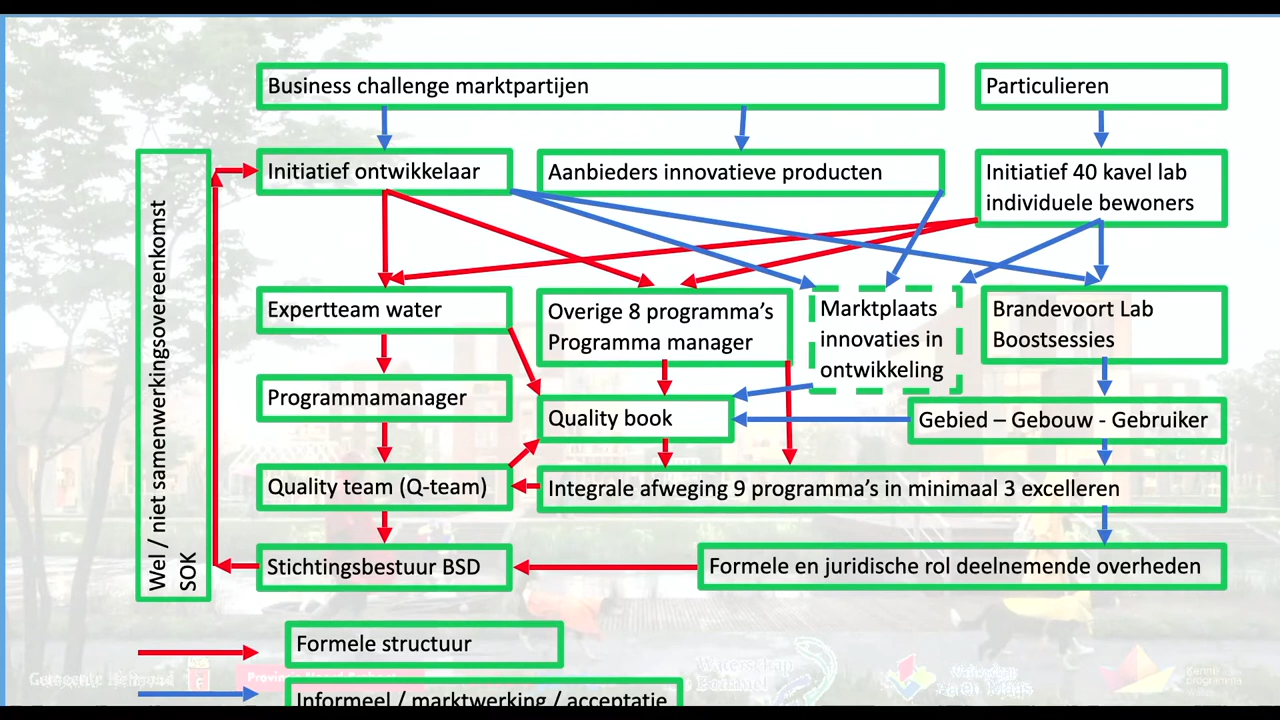 Business challenge marktpartijen
Particulieren
Initiatief ontwikkelaar
Aanbieders innovatieve producten
Initiatief 40 kavel lab
individuele bewoners
Wel / niet samenwerkingsovereenkomst
SOK
Expertteam water
Overige 8 programma's
Programma manager
Marktplaats
innovaties in
ontwikkeling
Brandevoort Lab
Boostsessies
Programmamanager
Quality book
Gebied – Gebouw - Gebruiker
Quality team (Q-team)
Integrale afweging 9 programma's in minimaal 3 excelleren
Stichtingsbestuur BSD
Formele en juridische rol deelnemende overheden
Formele structuur
Informeel / marktwerking / acceptatie
Waterschap